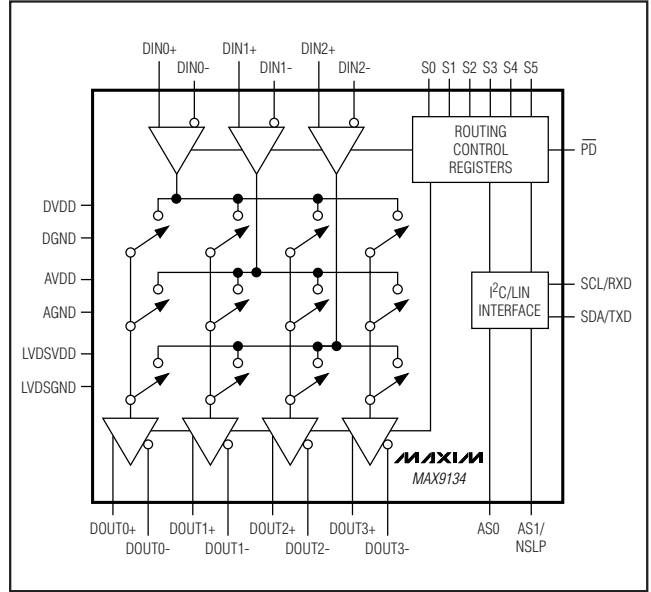 DIN0+ DIN1+ DIN2+
DIN0- DIN1- DIN2- S0 S1 S2 S3 S4 S5
ROUTING
CONTROL
REGISTERS
PD
DVDD
DGND
AVDD
AGND
LVDSVDD
LVDSGND
I²C/LIN
INTERFACE
SCL/RXD
SDA/TXD
MAXIM
MAX9134
DOUT0+ DOUT1+ DOUT2+ DOUT3+ AS0 AS1/
DOUT0- DOUT1- DOUT2- DOUT3- NSLP